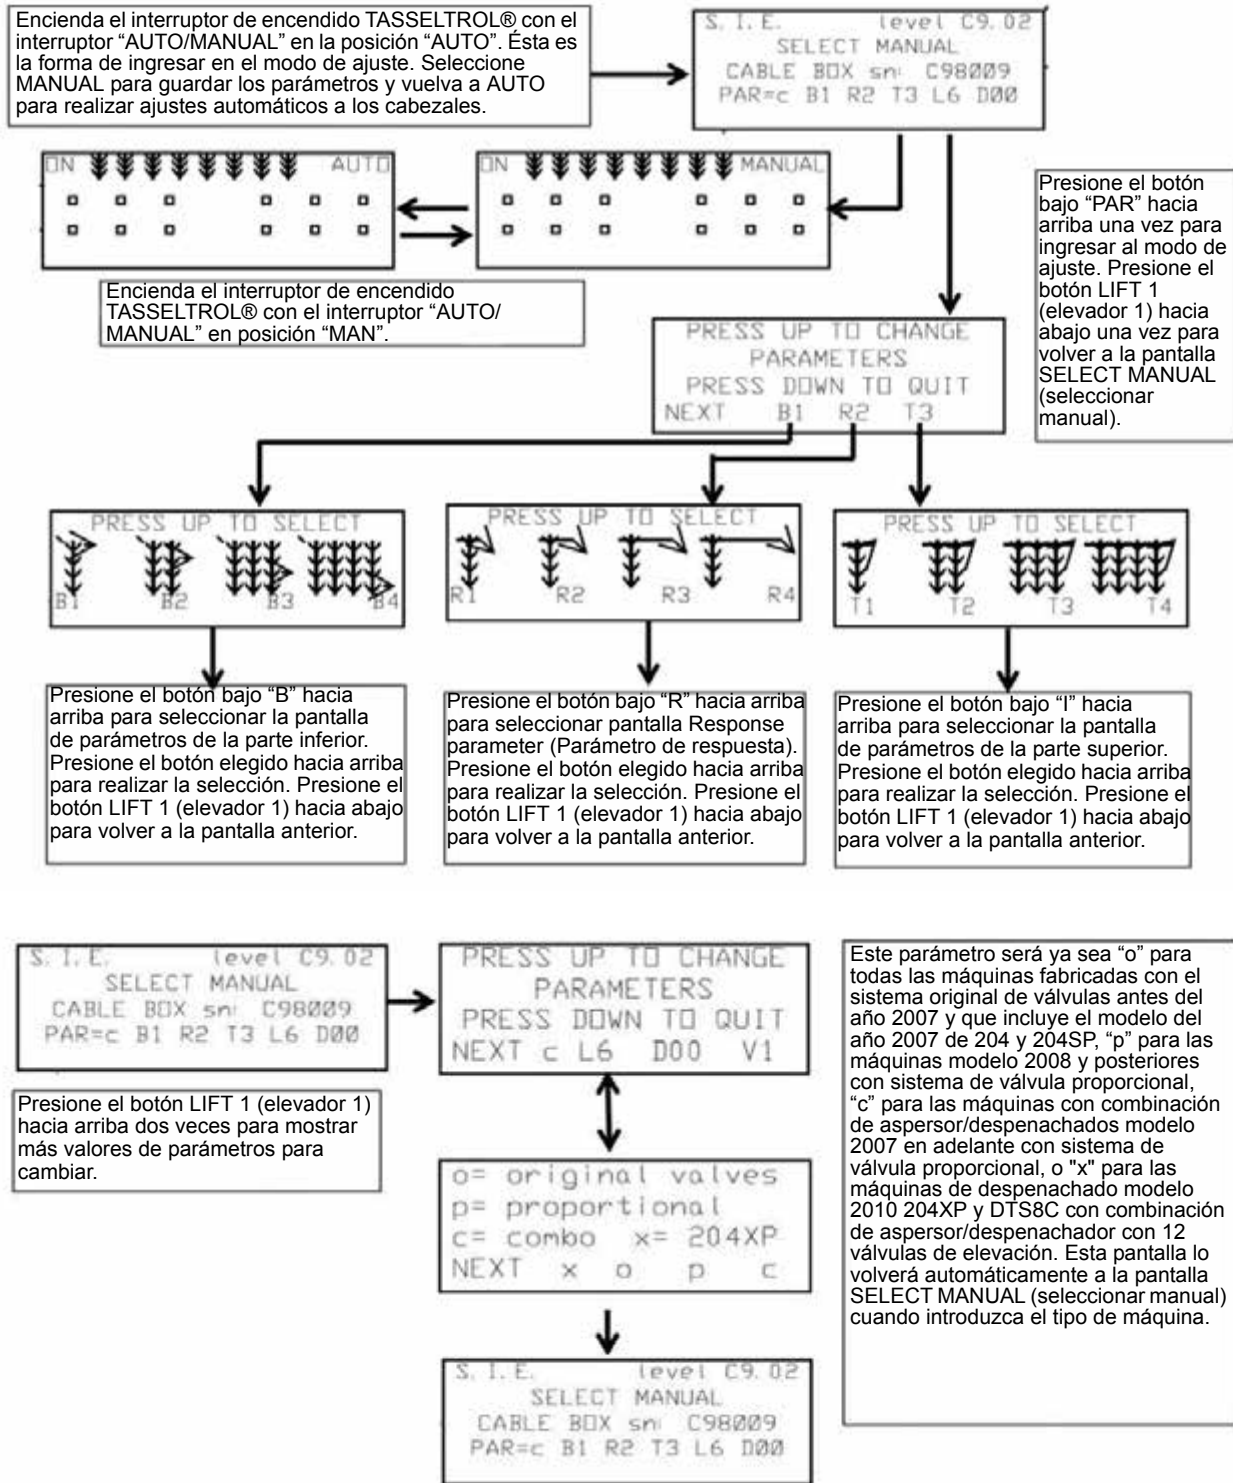 Encienda el interruptor de encendido TASSELTROL® con el
interruptor “AUTO/MANUAL” en la posición “AUTO”. Ésta es
la forma de ingresar en el modo de ajuste. Seleccione
MANUAL para guardar los parámetros y vuelva a AUTO
para realizar ajustes automáticos a los cabezales.
S. I. E. level C9.02
SELECT MANUAL
CABLE BOX sn: C98009
PAR=c B1 R2 T3 L6 D00
ON AUTO
ON MANUAL
Encienda el interruptor de encendido
TASSELTROL® con el interruptor “AUTO/
MANUAL” en posición “MAN”.
Presione el botón
bajo “PAR” hacia
arriba una vez para
ingresar al modo de
ajuste. Presione el
botón LIFT 1
(elevador 1) hacia
abajo una vez para
volver a la pantalla
SELECT MANUAL
(seleccionar
manual).
PRESS UP TO CHANGE
PARAMETERS
PRESS DOWN TO QUIT
NEXT B1 R2 T3
PRESS UP TO SELECT
B1 B2 B3 B4
PRESS UP TO SELECT
R1 R2 R3 R4
PRESS UP TO SELECT
T1 T2 T3 T4
Presione el botón bajo “B” hacia
arriba para seleccionar la pantalla
de parámetros de la parte inferior.
Presione el botón elegido hacia arriba
para realizar la selección. Presione el
botón LIFT 1 (elevador 1) hacia abajo
para volver a la pantalla anterior.
Presione el botón bajo “R” hacia arriba
para seleccionar pantalla Response
parameter (Parámetro de respuesta).
Presione el botón elegido hacia arriba
para realizar la selección. Presione el
botón LIFT 1 (elevador 1) hacia abajo
para volver a la pantalla anterior.
Presione el botón bajo “I” hacia
arriba para seleccionar la pantalla
de parámetros de la parte superior.
Presione el botón elegido hacia arriba
para realizar la selección. Presione el
botón LIFT 1 (elevador 1) hacia abajo
para volver a la pantalla anterior.
S. I. E. level C9.02
SELECT MANUAL
CABLE BOX sn: C98009
PAR=c B1 R2 T3 L6 D00
Presione el botón LIFT 1 (elevador 1)
hacia arriba dos veces para mostrar
más valores de parámetros para
cambiar.
PRESS UP TO CHANGE
PARAMETERS
PRESS DOWN TO QUIT
NEXT c L6 D00 V1
o= original valves
p= proportional
c= combo x= 204XP
NEXT x o p c
S. I. E. level C9.02
SELECT MANUAL
CABLE BOX sn: C98009
PAR=c B1 R2 T3 L6 D00
Este parámetro será ya sea “o” para
todas las máquinas fabricadas con el
sistema original de válvulas antes del
año 2007 y que incluye el modelo del
año 2007 de 204 y 204SP, “p” para las
máquinas modelo 2008 y posteriores
con sistema de válvula proporcional,
“c” para las máquinas con combinación
de aspersor/despenachados modelo
2007 en adelante con sistema de
válvula proporcional, o "x" para las
máquinas de despenachado modelo
2010 204XP y DTS8C con combinación
de aspersor/despenachador con 12
válvulas de elevación. Esta pantalla lo
volverá automáticamente a la pantalla
SELECT MANUAL (seleccionar manual)
cuando introduzca el tipo de máquina.